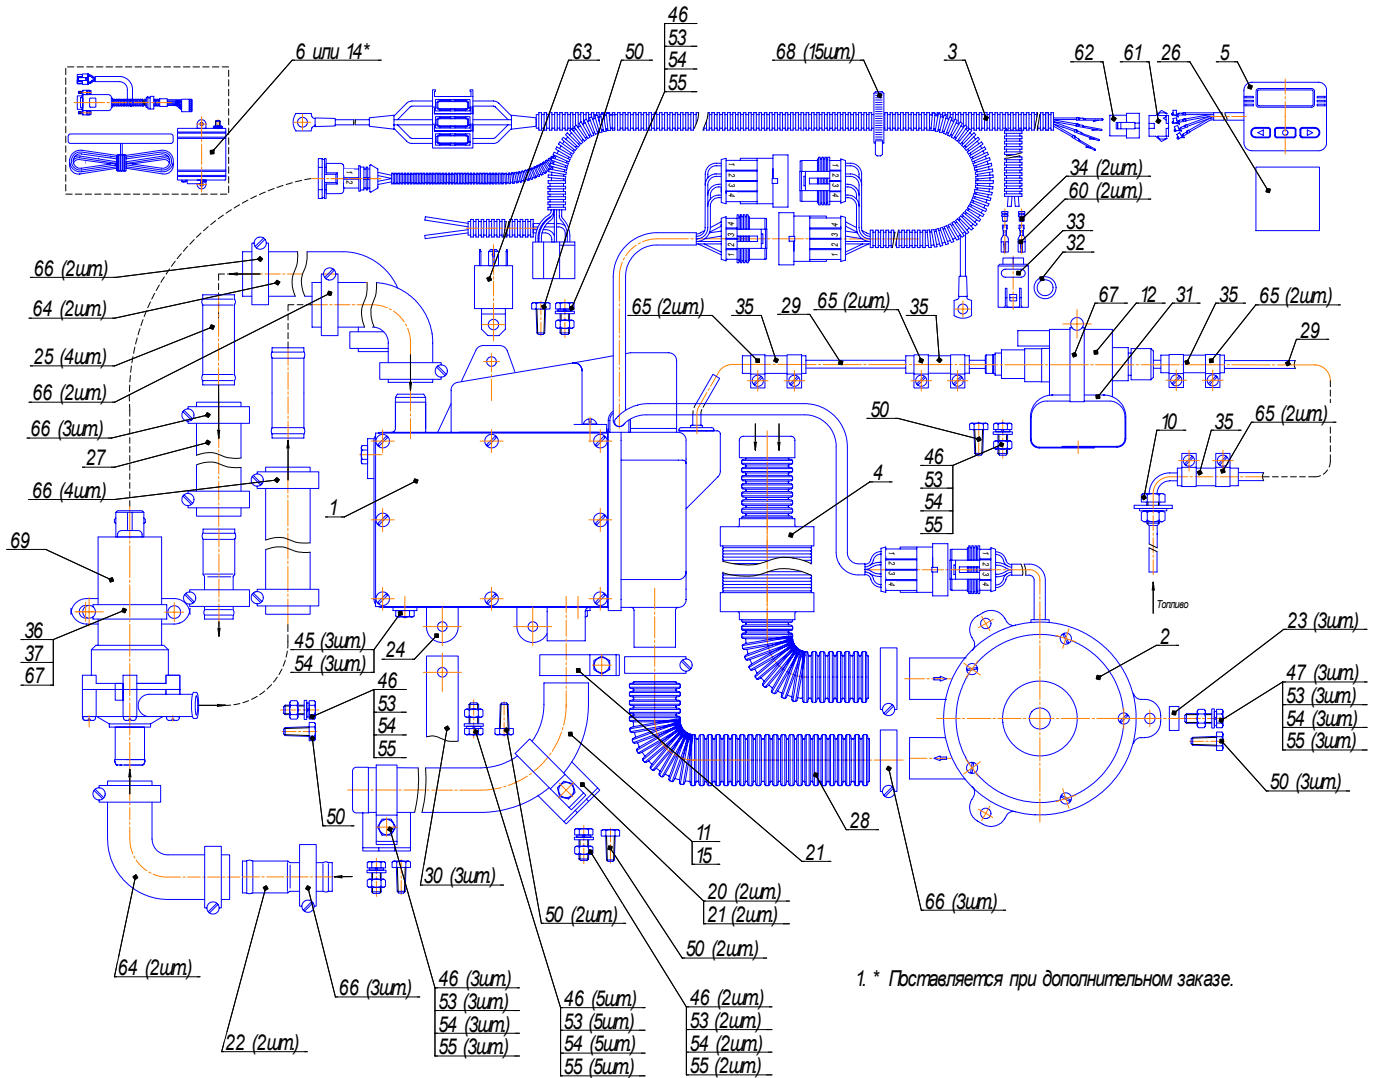 6 или 14*
63
50
46
53
54
55
68 (15шт)
3
62
61
26
5
34 (2шт)
60 (2шт)
33
32
66 (2шт)
64 (2шт)
25 (4шт)
66 (2шт)
66 (3шт)
27
66 (4шт)
65 (2шт)
35
29
65 (2шт)
35
67
12
31
35
65 (2шт)
29
50
46
53
54
55
10
35
65 (2шт)
1
4
69
36
37
67
45 (3шт)
54 (3шт)
24
Топливо
2
23 (3шт)
47 (3шт)
53 (3шт)
54 (3шт)
55 (3шт)
50 (3шт)
46
53
54
55
50
11
15
21
28
30 (3шт)
20 (2шт)
21 (2шт)
66 (3шт)
50 (2шт)
50 (2шт)
64 (2шт)
66 (3шт)
22 (2шт)
46 (3шт)
53 (3шт)
54 (3шт)
55 (3шт)
46 (5шт)
53 (5шт)
54 (5шт)
55 (5шт)
46 (2шт)
53 (2шт)
54 (2шт)
55 (2шт)
1. * Поставляется при дополнительном заказе.